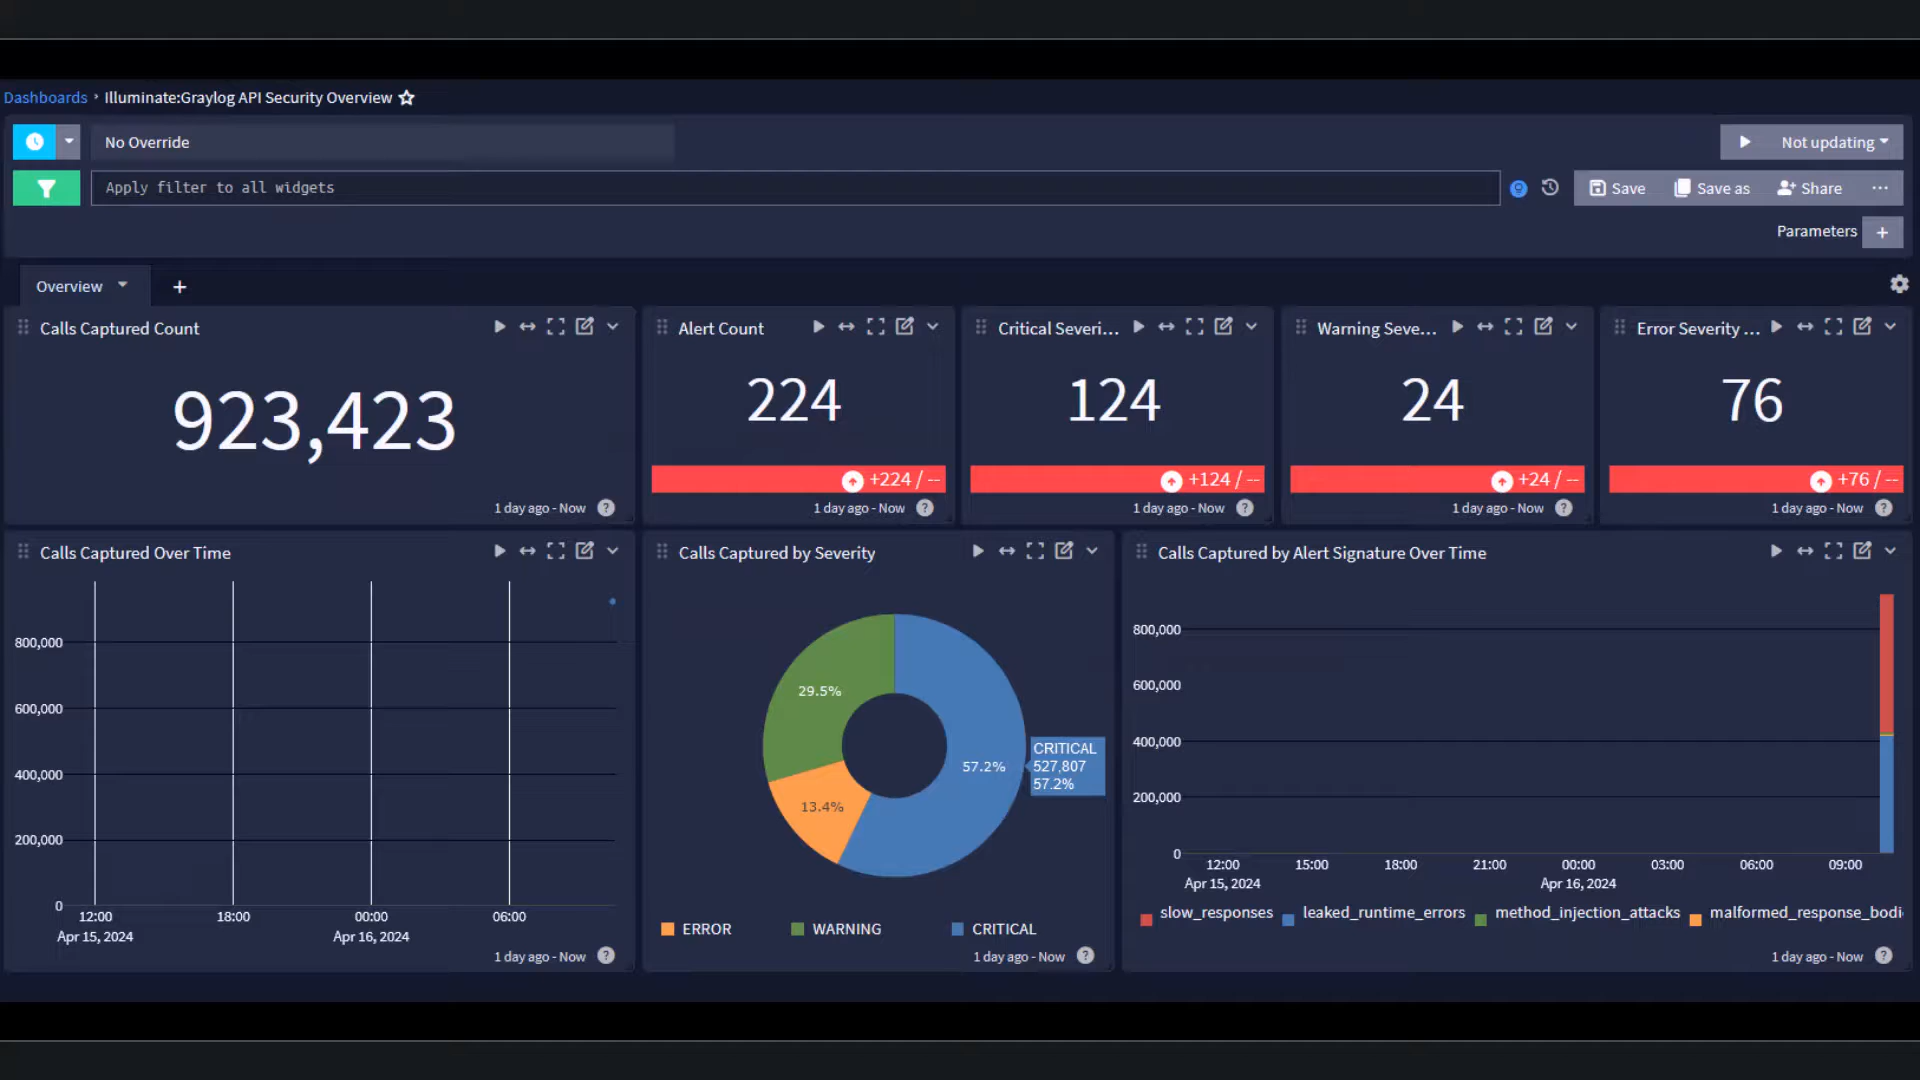 Dashboards › Illuminate:Graylog API Security Overview
No Override
Not updating
Apply filter to all widgets
Save
Save as
Share
Parameters
+
Overview
+
Calls Captured Count
923,423
1 day ago - Now
Alert Count
224
+224 / --
1 day ago - Now
Critical Severi...
124
+124 / --
1 day ago - Now
Warning Seve...
24
+24 / --
1 day ago - Now
Error Severity ...
76
+76 / --
1 day ago - Now
Calls Captured Over Time
800,000
600,000
400,000
200,000
0
12:00 18:00 00:00 06:00
Apr 15, 2024 Apr 16, 2024
1 day ago - Now
Calls Captured by Severity
29.5%
57.2%
13.4%
CRITICAL
527,807
57.2%
ERROR WARNING CRITICAL
1 day ago - Now
Calls Captured by Alert Signature Over Time
800,000
600,000
400,000
200,000
0
12:00 15:00 18:00 21:00 00:00 03:00 06:00 09:00
Apr 15, 2024 Apr 16, 2024
slow_responses leaked_runtime_errors method_injection_attacks malformed_response_bodi
1 day ago - Now